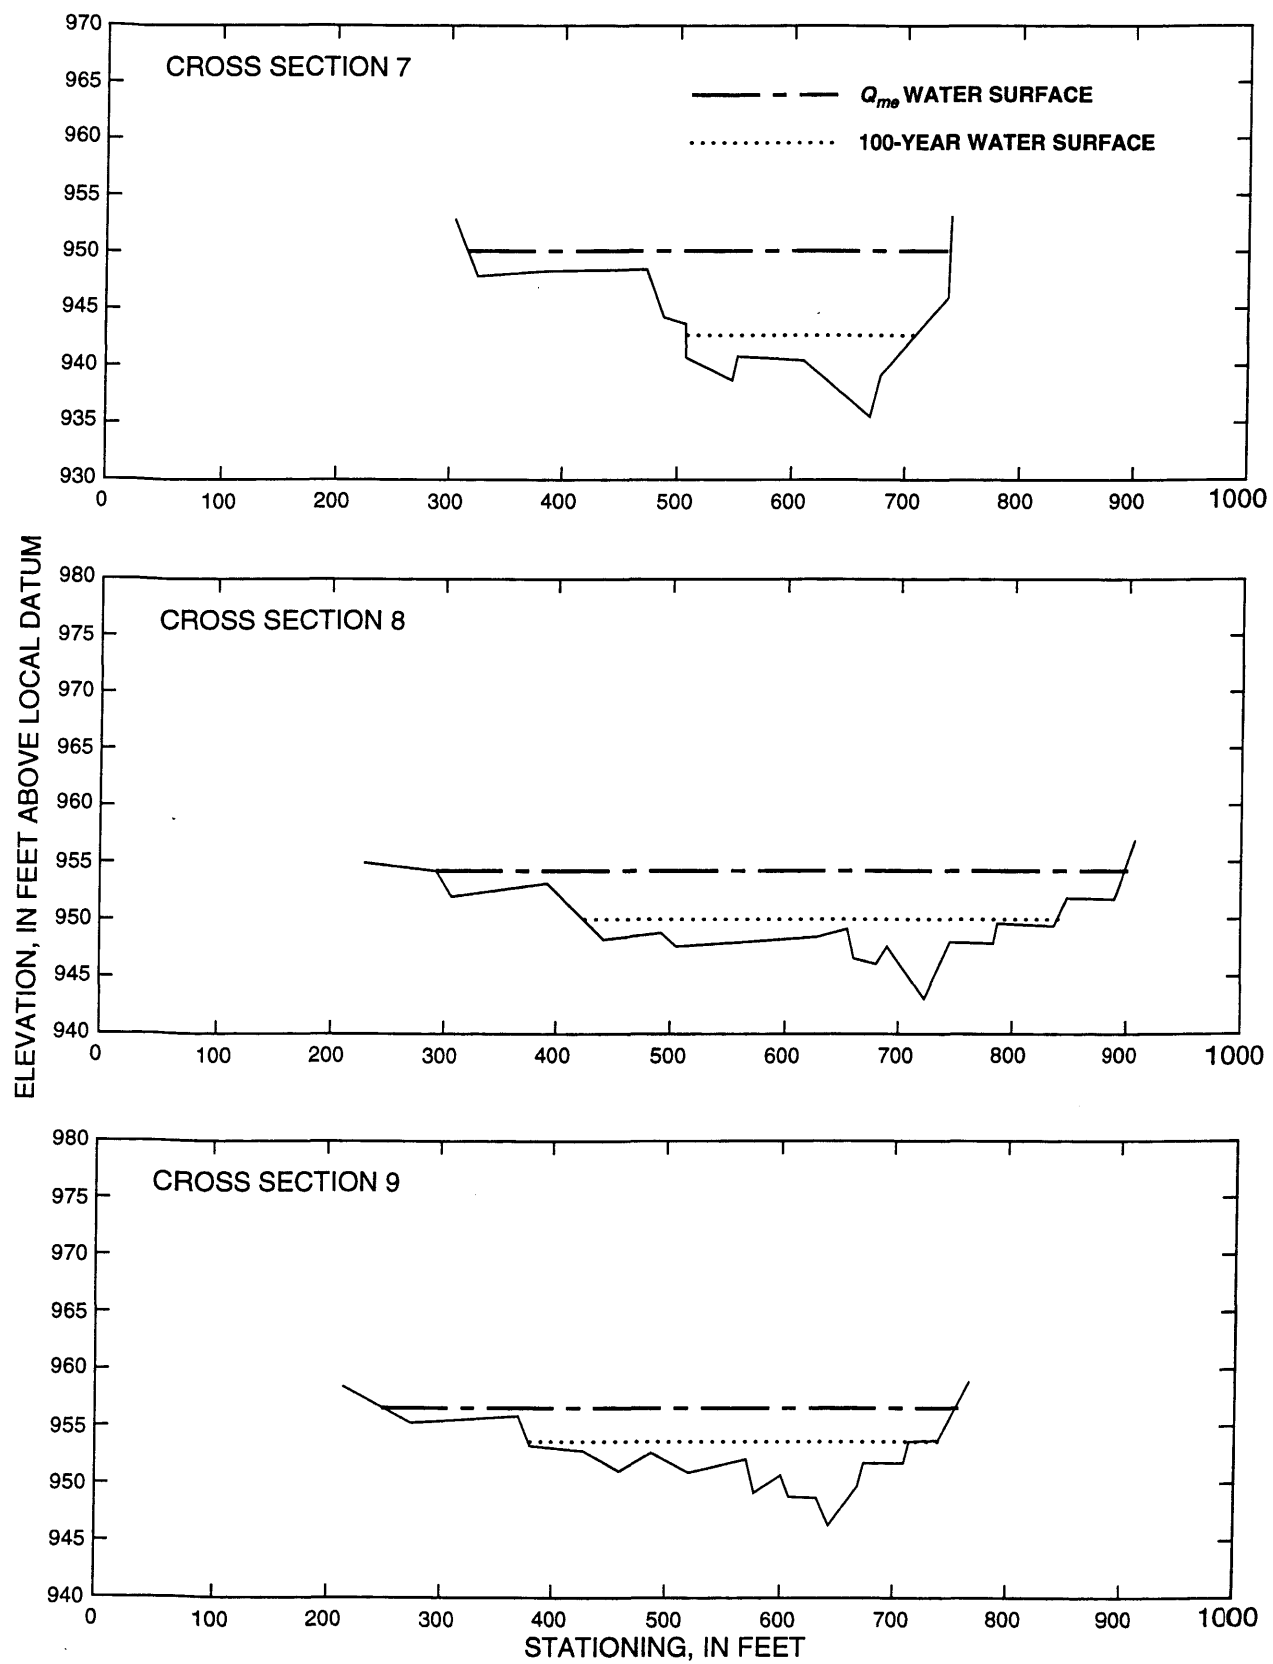 970
965
960
955
950
945
940
935
930
CROSS SECTION 7
Qme WATER SURFACE
100-YEAR WATER SURFACE
0 100 200 300 400 500 600 700 800 900 1000
ELEVATION, IN FEET ABOVE LOCAL DATUM
980
975
970
965
960
955
950
945
940
CROSS SECTION 8
0 100 200 300 400 500 600 700 800 900 1000
980
975
970
965
960
955
950
945
940
CROSS SECTION 9
0 100 200 300 400 500 600 700 800 900 1000
STATIONING, IN FEET